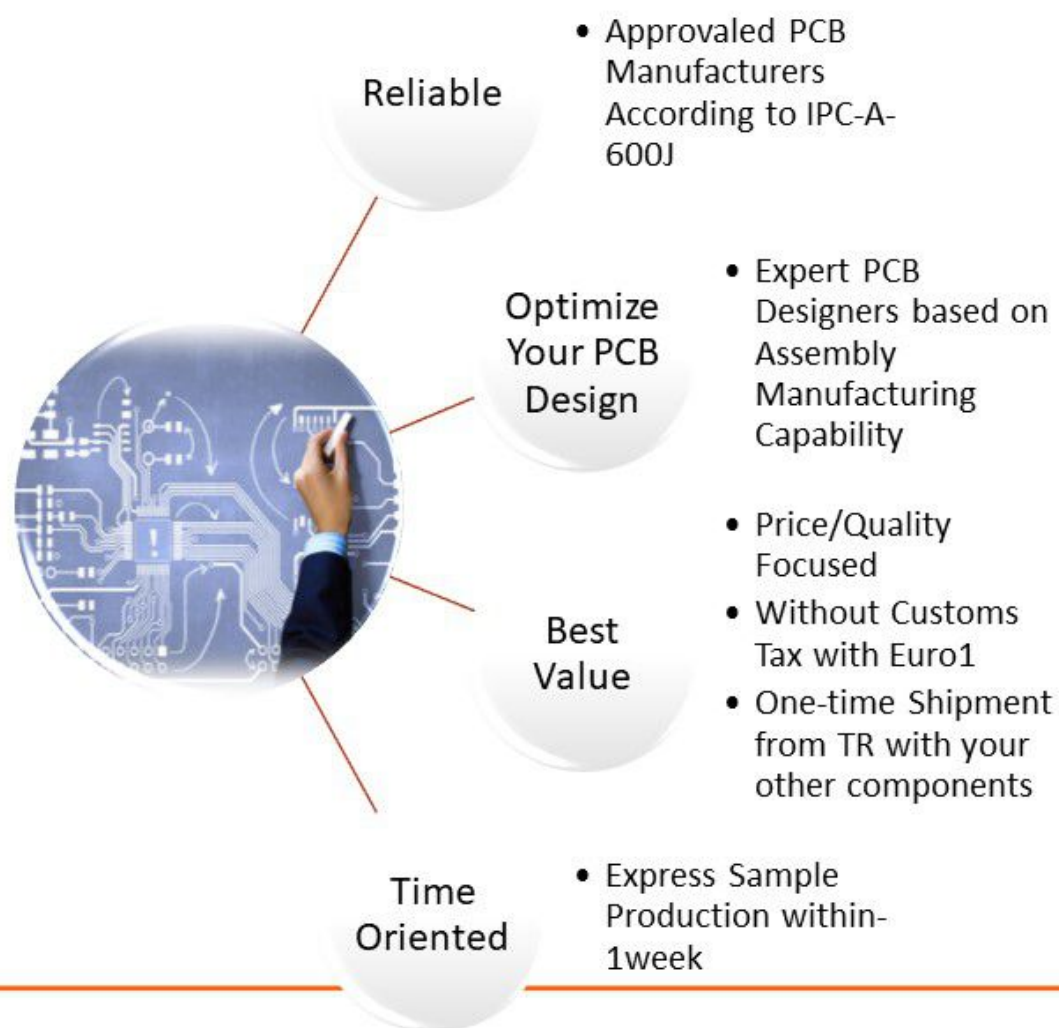 Reliable
• Approvaled PCB
Manufacturers
According to IPC-A-
600J
Optimize
Your PCB
Design
• Expert PCB
Designers based on
Assembly
Manufacturing
Capability
Best
Value
• Price/Quality
Focused
• Without Customs
Tax with Euro1
• One-time Shipment
from TR with your
other components
Time
Oriented
• Express Sample
Production within-
1week
!